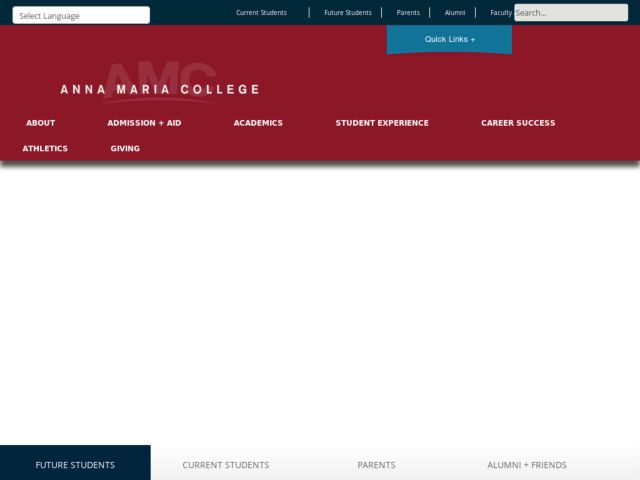 Select Language
Current Students
Future Students
Parents
Alumni
Faculty
Search...
Quick Links +
AMC
ANNA MARIA COLLEGE
ABOUT
ADMISSION + AID
ACADEMICS
STUDENT EXPERIENCE
CAREER SUCCESS
ATHLETICS
GIVING
FUTURE STUDENTS
CURRENT STUDENTS
PARENTS
ALUMNI + FRIENDS